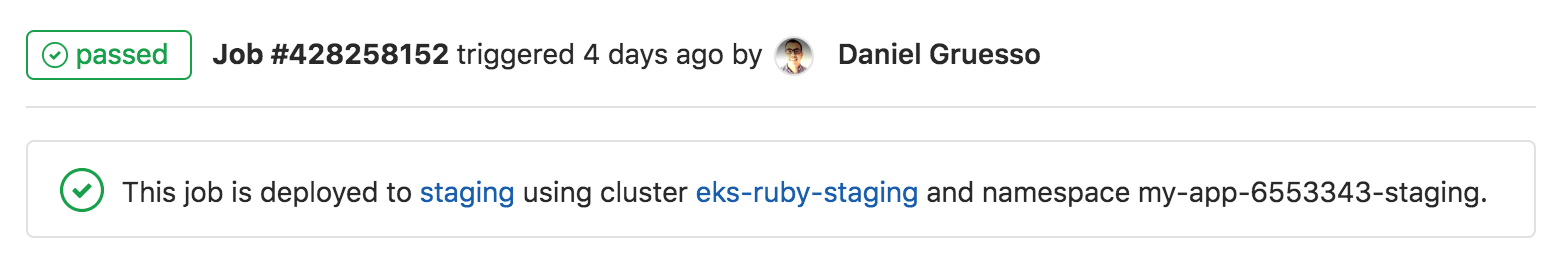 passed Job #428258152 triggered 4 days ago by Daniel Gruesso
This job is deployed to staging using cluster eks-ruby-staging and namespace my-app-6553343-staging.